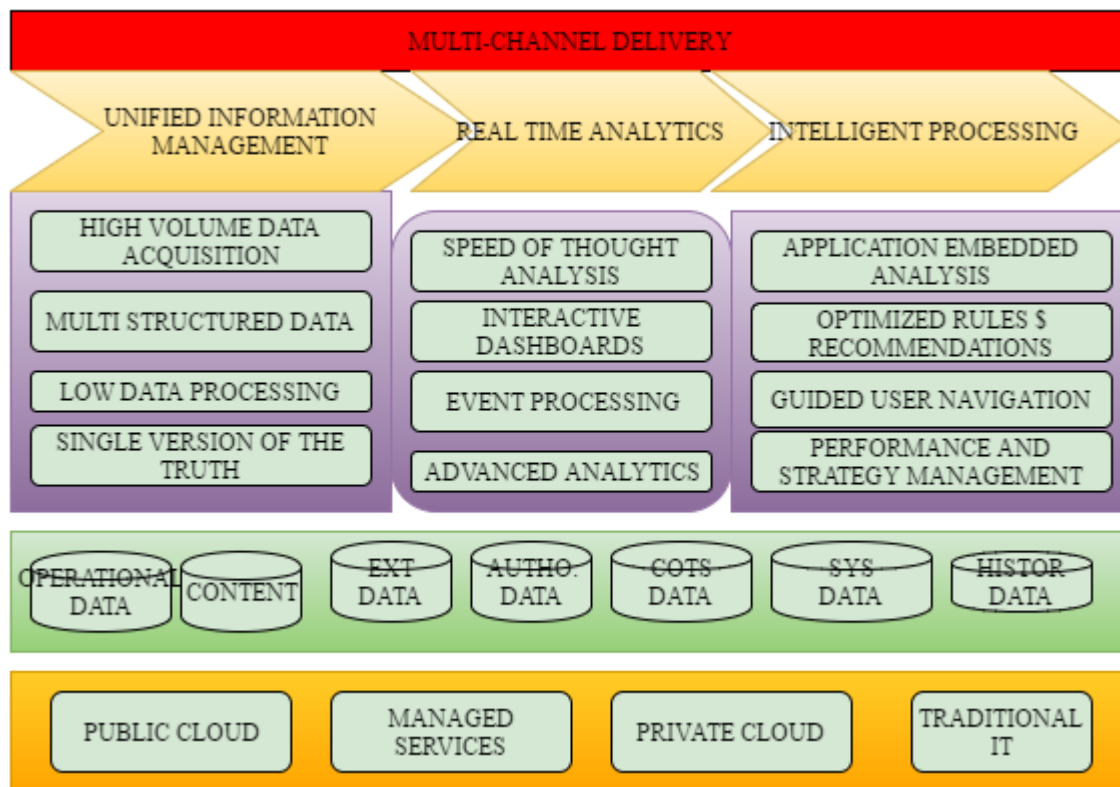 MULTI-CHANNEL DELIVERY
UNIFIED INFORMATION
MANAGEMENT
REAL TIME ANALYTICS
INTELLIGENT PROCESSING
HIGH VOLUME DATA
ACQUISITION
MULTI STRUCTURED DATA
LOW DATA PROCESSING
SINGLE VERSION OF THE
TRUTH
SPEED OF THOUGHT
ANALYSIS
INTERACTIVE
DASHBOARDS
EVENT PROCESSING
ADVANCED ANALYTICS
APPLICATION EMBEDDED
ANALYSIS
OPTIMIZED RULES $
RECOMMENDATIONS
GUIDED USER NAVIGATION
PERFORMANCE AND
STRATEGY MANAGEMENT
OPERATIONAL
DATA
CONTENT
EXT
DATA
AUTHO.
DATA
COTS
DATA
SYS
DATA
HISTOR
DATA
PUBLIC CLOUD
MANAGED
SERVICES
PRIVATE CLOUD
TRADITIONAL
IT